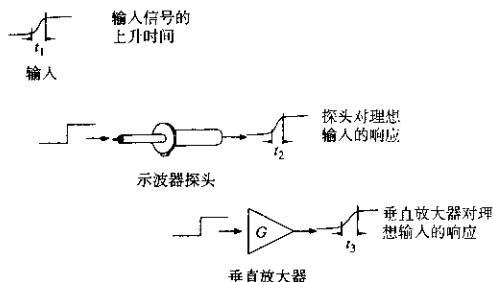 输入信号的
上升时间
t1
输入
探头对理想
输入的响应
t2
示波器探头
垂直放大器对理
想输入的响应
G
t3
垂直放大器